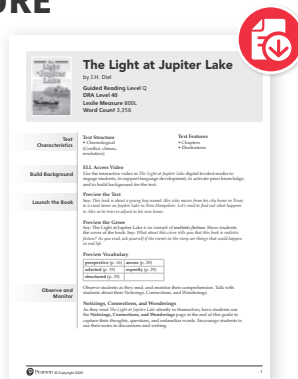 URE
The Light at Jupiter Lake
by J.H. Diel
Guided Reading Level Q
DRA Level 40
Lexile Measure 800L
Word Count 3,356
Text
Characteristics
Text Structure
• Chronological
(Conflict, climax,
resolution)
Text Features
• Chapters
• Illustrations
Build Background
ELL Access Video
Use the interactive video in The Light at Jupiter Lake digital leveled reader to
engage students, to support language development, to activate prior knowledge,
and to build background for the text.
Launch the Book
Preview the Text
Say: This book is about a young boy named Alex who moves from his city home in Texas
to a rural home on Jupiter Lake in New Hampshire. Let's read to find out what happens
to Alex as he tries to adjust to his new home.
Preview the Genre
Say: The Light at Jupiter Lake is an example of realistic fiction. Show students
the cover of the book. Say: What about this cover tells you that this book is realistic
fiction? As you read, ask yourself if the events in the story are things that could happen
in real life.
Preview Vocabulary
perspective (p. 16) assess (p. 28)
selected (p. 19) expertly (p. 29)
structured (p. 25)
Observe and
Monitor
Observe students as they read, and monitor their comprehension. Talk with
students about their Noticings, Connections, and Wonderings.
Noticings, Connections, and Wonderings
As they read The Light at Jupiter Lake silently to themselves, have students use
the Noticings, Connections, and Wonderings page at the end of this guide to
capture their thoughts, questions, and unfamiliar words. Encourage students to
use these notes in discussions and writing.
Pearson © Copyright 2020
1